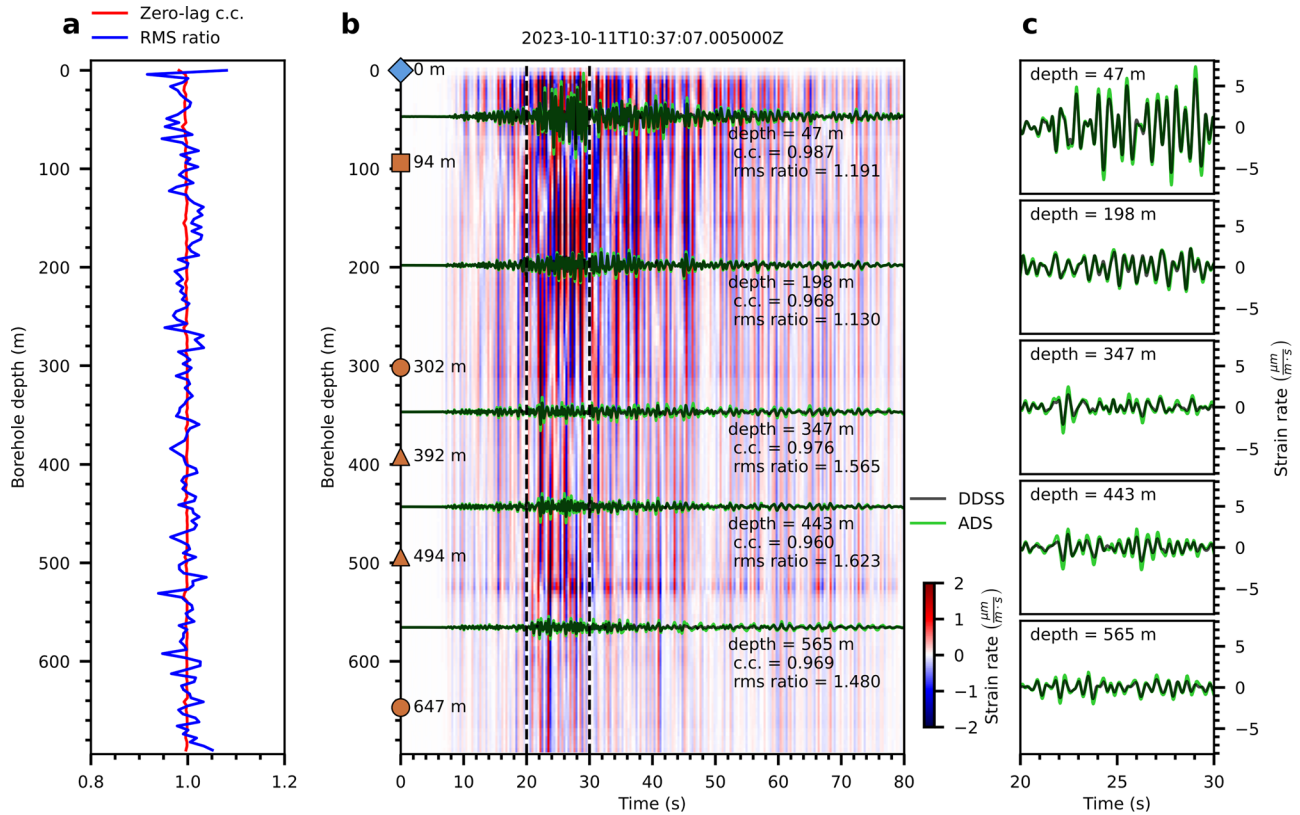 a
Zero-lag c.c.
RMS ratio
0
100
200
300
400
500
600
Borehole depth (m)
0.8
1.0
1.2
b
2023-10-11T10:37:07.005000Z
0
100
200
300
400
500
600
Borehole depth (m)
0 m
94 m
302 m
392 m
494 m
647 m
depth = 47 m
c.c. = 0.987
rms ratio = 1.191
depth = 198 m
c.c. = 0.968
rms ratio = 1.130
depth = 347 m
c.c. = 0.976
rms ratio = 1.565
depth = 443 m
c.c. = 0.960
rms ratio = 1.623
depth = 565 m
c.c. = 0.969
rms ratio = 1.480
0
10
20
30
40
50
60
70
80
Time (s)
DDSS
ADS
2
1
0
−1
−2
Strain rate (μm/m·s)
c
depth = 47 m
5
0
−5
depth = 198 m
5
0
−5
depth = 347 m
5
0
−5
depth = 443 m
5
0
−5
depth = 565 m
5
0
−5
Strain rate (μm/m·s)
20
25
30
Time (s)